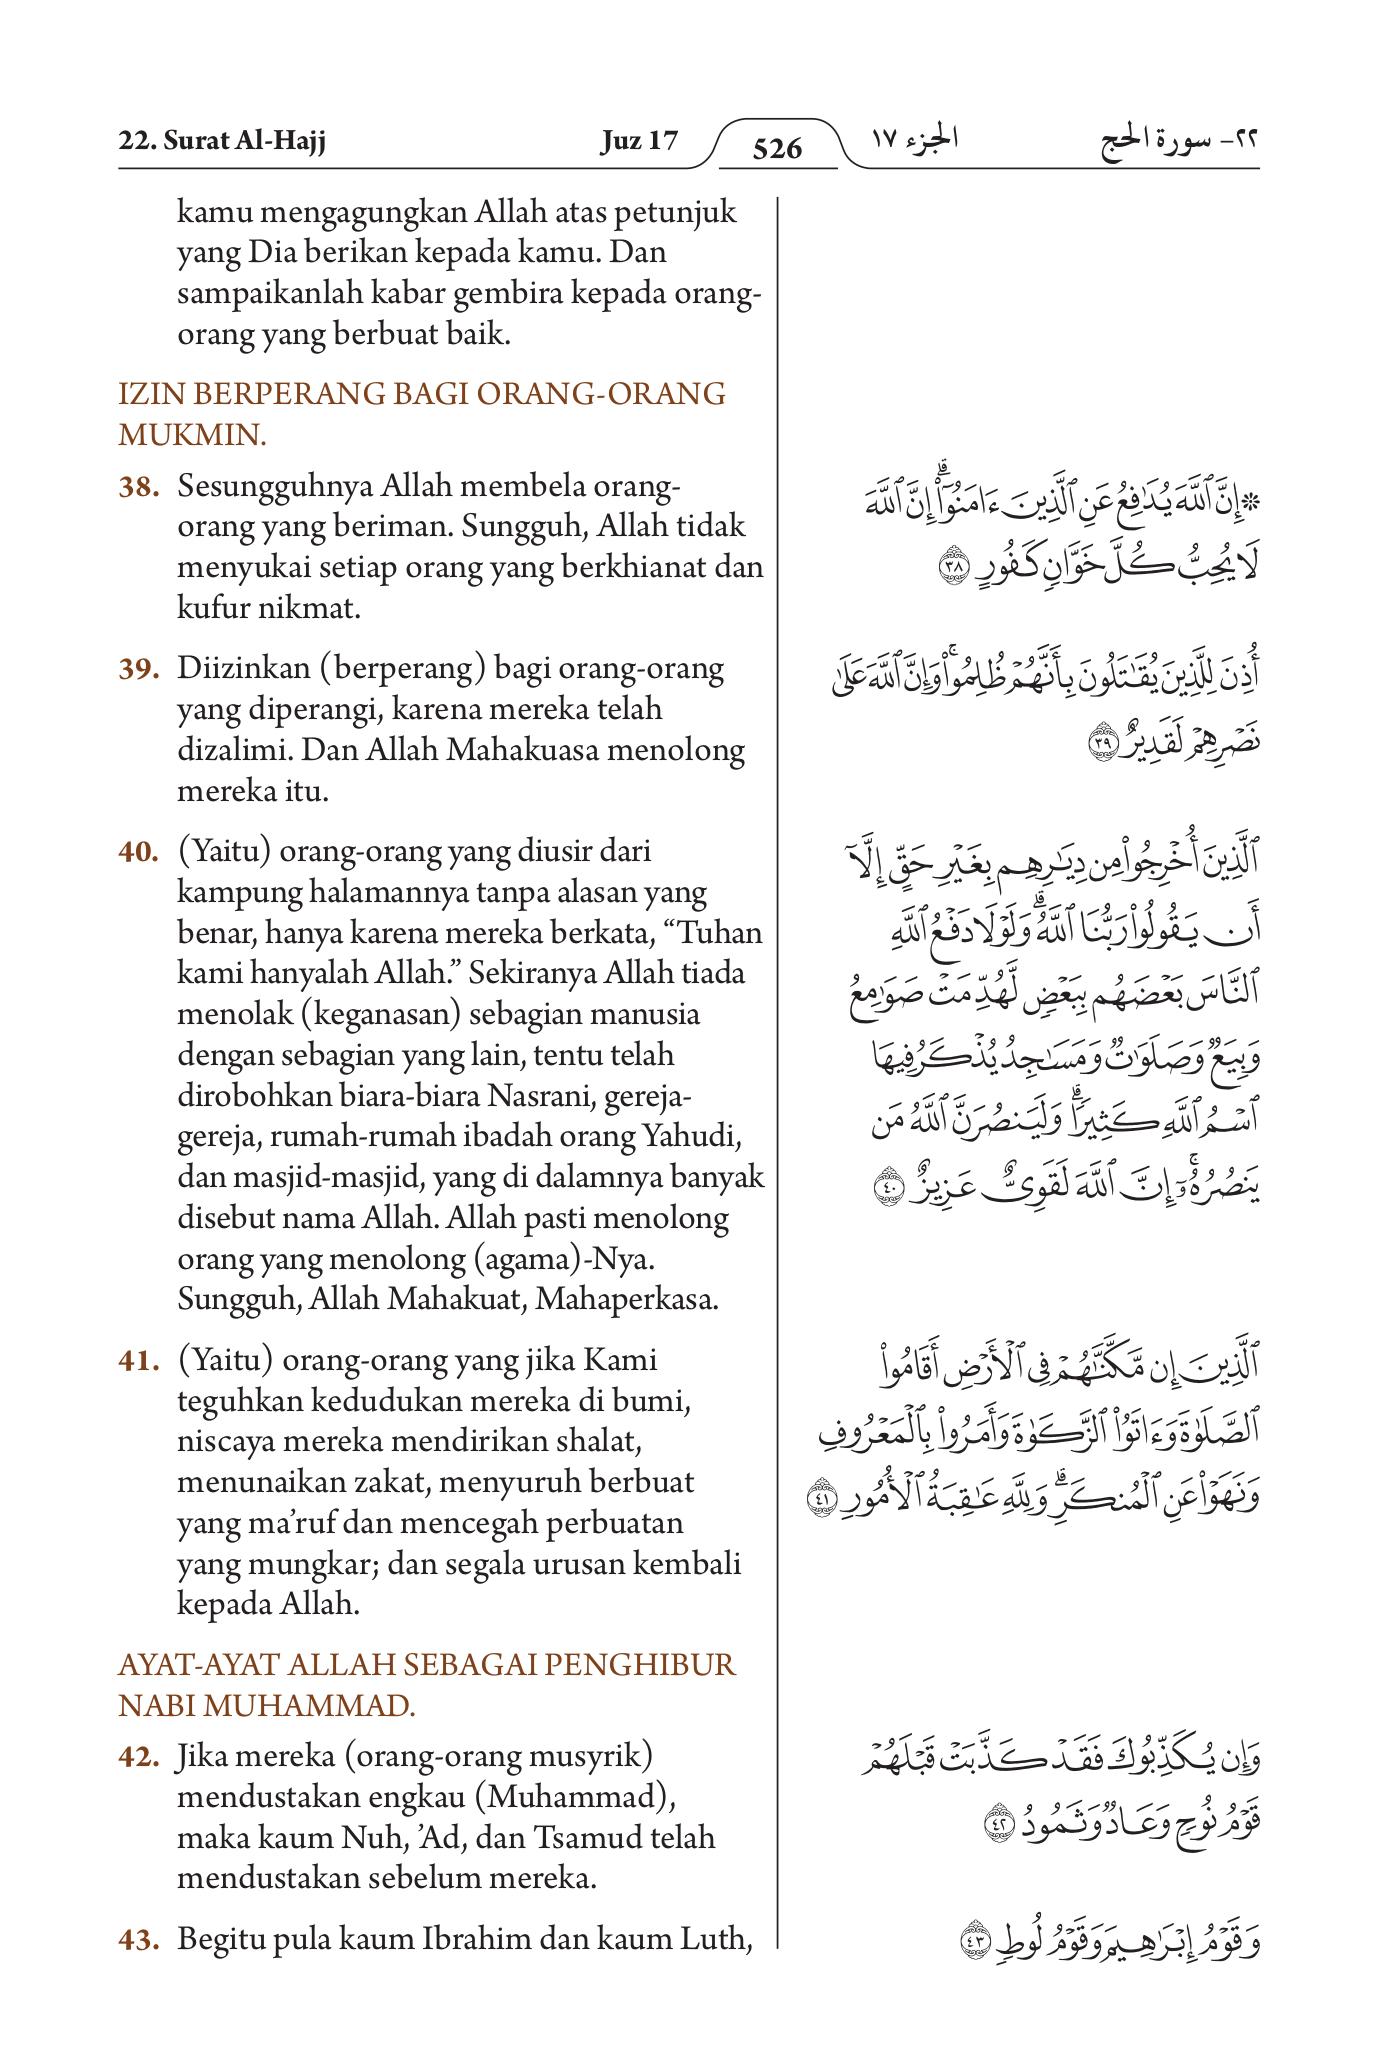 22. Surat Al-Hajj Juz 17 526 الجزء ١٧ ٢٢- سورة الحج
kamu mengagungkan Allah atas petunjuk
yang Dia berikan kepada kamu. Dan
sampaikanlah kabar gembira kepada orang-
orang yang berbuat baik.
IZIN BERPERANG BAGI ORANG-ORANG
MUKMIN.
38. Sesungguhnya Allah membela orang-
orang yang beriman. Sungguh, Allah tidak
menyukai setiap orang yang berkhianat dan
kufur nikmat.
۞إِنَّ ٱللَّهَ يُدَٰفِعُ عَنِ ٱلَّذِينَ ءَامَنُوٓا۟ ۗ إِنَّ ٱللَّهَ
لَا يُحِبُّ كُلَّ خَوَّانٍ كَفُورٍ ٣٨
39. Diizinkan (berperang) bagi orang-orang
yang diperangi, karena mereka telah
dizalimi. Dan Allah Mahakuasa menolong
mereka itu.
أُذِنَ لِلَّذِينَ يُقَٰتَلُونَ بِأَنَّهُمْ ظُلِمُوا۟ ۚ وَإِنَّ ٱللَّهَ عَلَىٰ
نَصْرِهِمْ لَقَدِيرٌ ٣٩
40. (Yaitu) orang-orang yang diusir dari
kampung halamannya tanpa alasan yang
benar, hanya karena mereka berkata, “Tuhan
kami hanyalah Allah.” Sekiranya Allah tiada
menolak (keganasan) sebagian manusia
dengan sebagian yang lain, tentu telah
dirobohkan biara-biara Nasrani, gereja-
gereja, rumah-rumah ibadah orang Yahudi,
dan masjid-masjid, yang di dalamnya banyak
disebut nama Allah. Allah pasti menolong
orang yang menolong (agama)-Nya.
Sungguh, Allah Mahakuat, Mahaperkasa.
ٱلَّذِينَ أُخْرِجُوا۟ مِن دِيَٰرِهِم بِغَيْرِ حَقٍّ إِلَّآ
أَن يَقُولُوا۟ رَبُّنَا ٱللَّهُ ۗ وَلَوْلَا دَفْعُ ٱللَّهِ
ٱلنَّاسَ بَعْضَهُم بِبَعْضٍ لَّهُدِّمَتْ صَوَٰمِعُ
وَبِيَعٌ وَصَلَوَٰتٌ وَمَسَٰجِدُ يُذْكَرُ فِيهَا
ٱسْمُ ٱللَّهِ كَثِيرًا ۗ وَلَيَنصُرَنَّ ٱللَّهُ مَن
يَنصُرُهُۥٓ ۚ إِنَّ ٱللَّهَ لَقَوِىٌّ عَزِيزٌ ٤٠
41. (Yaitu) orang-orang yang jika Kami
teguhkan kedudukan mereka di bumi,
niscaya mereka mendirikan shalat,
menunaikan zakat, menyuruh berbuat
yang ma’ruf dan mencegah perbuatan
yang mungkar; dan segala urusan kembali
kepada Allah.
ٱلَّذِينَ إِن مَّكَّنَّٰهُمْ فِى ٱلْأَرْضِ أَقَامُوا۟
ٱلصَّلَوٰةَ وَءَاتَوُا۟ ٱلزَّكَوٰةَ وَأَمَرُوا۟ بِٱلْمَعْرُوفِ
وَنَهَوْا۟ عَنِ ٱلْمُنكَرِ ۗ وَلِلَّهِ عَٰقِبَةُ ٱلْأُمُورِ ٤١
AYAT-AYAT ALLAH SEBAGAI PENGHIBUR
NABI MUHAMMAD.
42. Jika mereka (orang-orang musyrik)
mendustakan engkau (Muhammad),
maka kaum Nuh, ’Ad, dan Tsamud telah
mendustakan sebelum mereka.
وَإِن يُكَذِّبُوكَ فَقَدْ كَذَّبَتْ قَبْلَهُمْ
قَوْمُ نُوحٍ وَعَادٌ وَثَمُودُ ٤٢
43. Begitu pula kaum Ibrahim dan kaum Luth,
وَقَوْمُ إِبْرَٰهِيمَ وَقَوْمُ لُوطٍ ٤٣